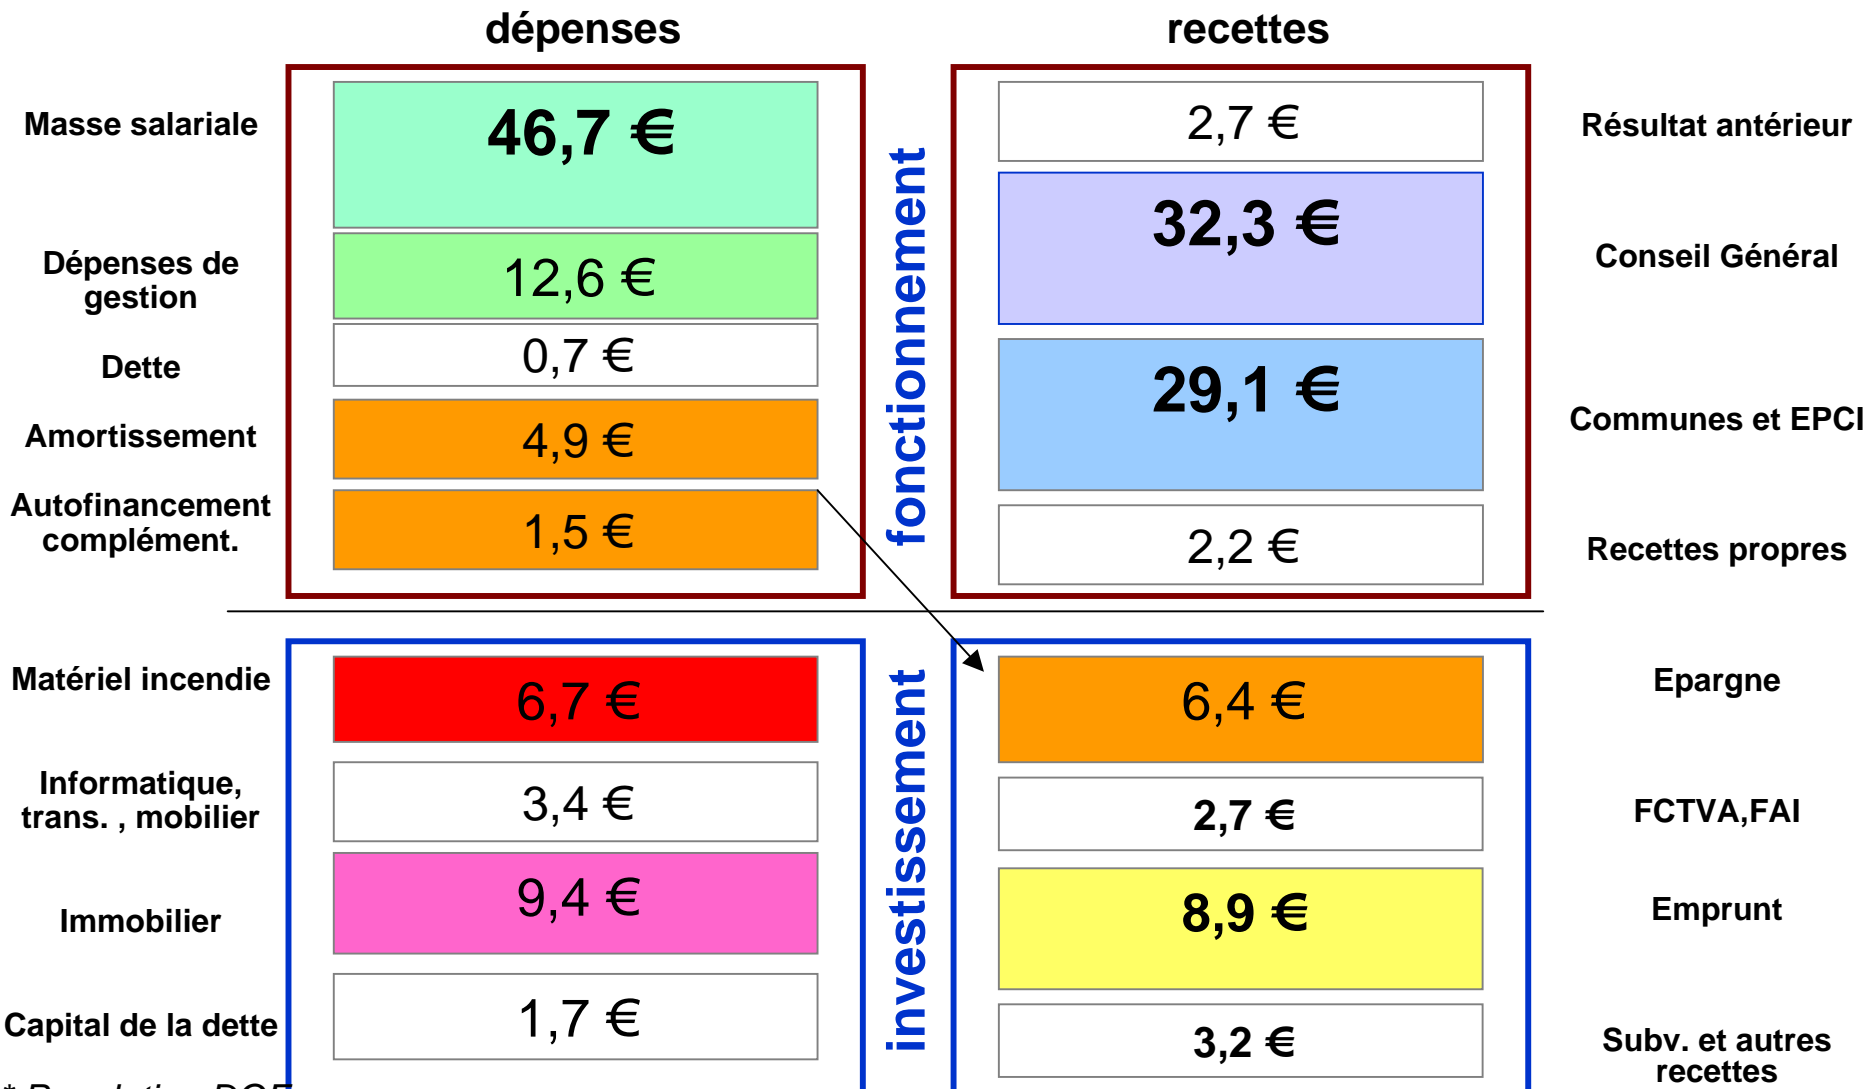 dépenses
recettes
Masse salariale
46,7 €
2,7 €
Résultat antérieur
32,3 €
Conseil Général
Dépenses de
gestion
12,6 €
Dette
0,7 €
29,1 €
Communes et EPCI
Amortissement
4,9 €
Autofinancement
complément.
1,5 €
2,2 €
Recettes propres
fonctionnement
Matériel incendie
6,7 €
6,4 €
Epargne
Informatique,
trans. , mobilier
3,4 €
2,7 €
FCTVA,FAI
Immobilier
9,4 €
8,9 €
Emprunt
Capital de la dette
1,7 €
3,2 €
Subv. et autres
recettes
investissement